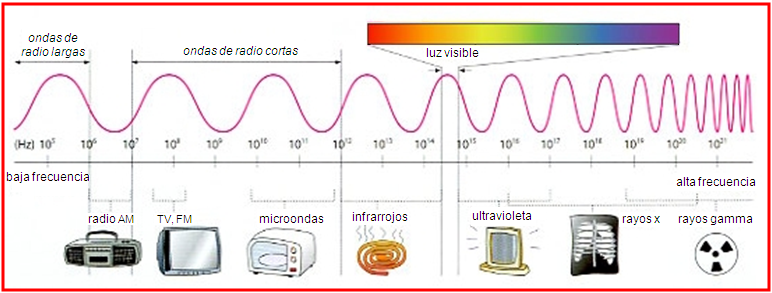 ondas de
radio largas
ondas de radio cortas
luz visible
(Hz) 10⁵ 10⁶ 10⁷ 10⁸ 10⁹ 10¹⁰ 10¹¹ 10¹² 10¹³ 10¹⁴ 10¹⁵ 10¹⁶ 10¹⁷ 10¹⁸ 10¹⁹ 10²⁰ 10²¹
baja frecuencia
alta frecuencia
radio AM
TV, FM
microondas
infrarrojos
ultravioleta
rayos x
rayos gamma